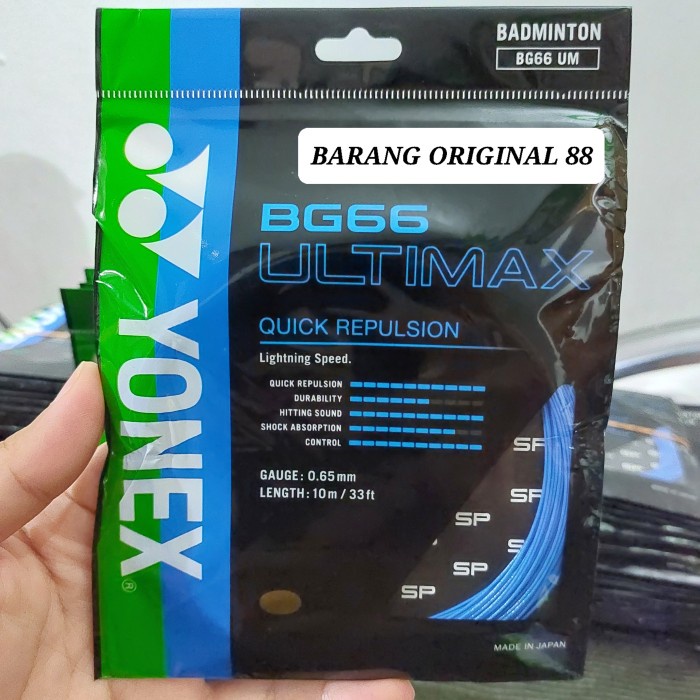 BADMINTON
BG66 UM
BARANG ORIGINAL 88
YONEX®
BG66
ULTIMAX
QUICK REPULSION
Lightning Speed.
QUICK REPULSION
DURABILITY
HITTING SOUND
SHOCK ABSORPTION
CONTROL
GAUGE: 0.65mm
LENGTH: 10m / 33ft
SP
SP
SP
SP
SP
MADE IN JAPAN